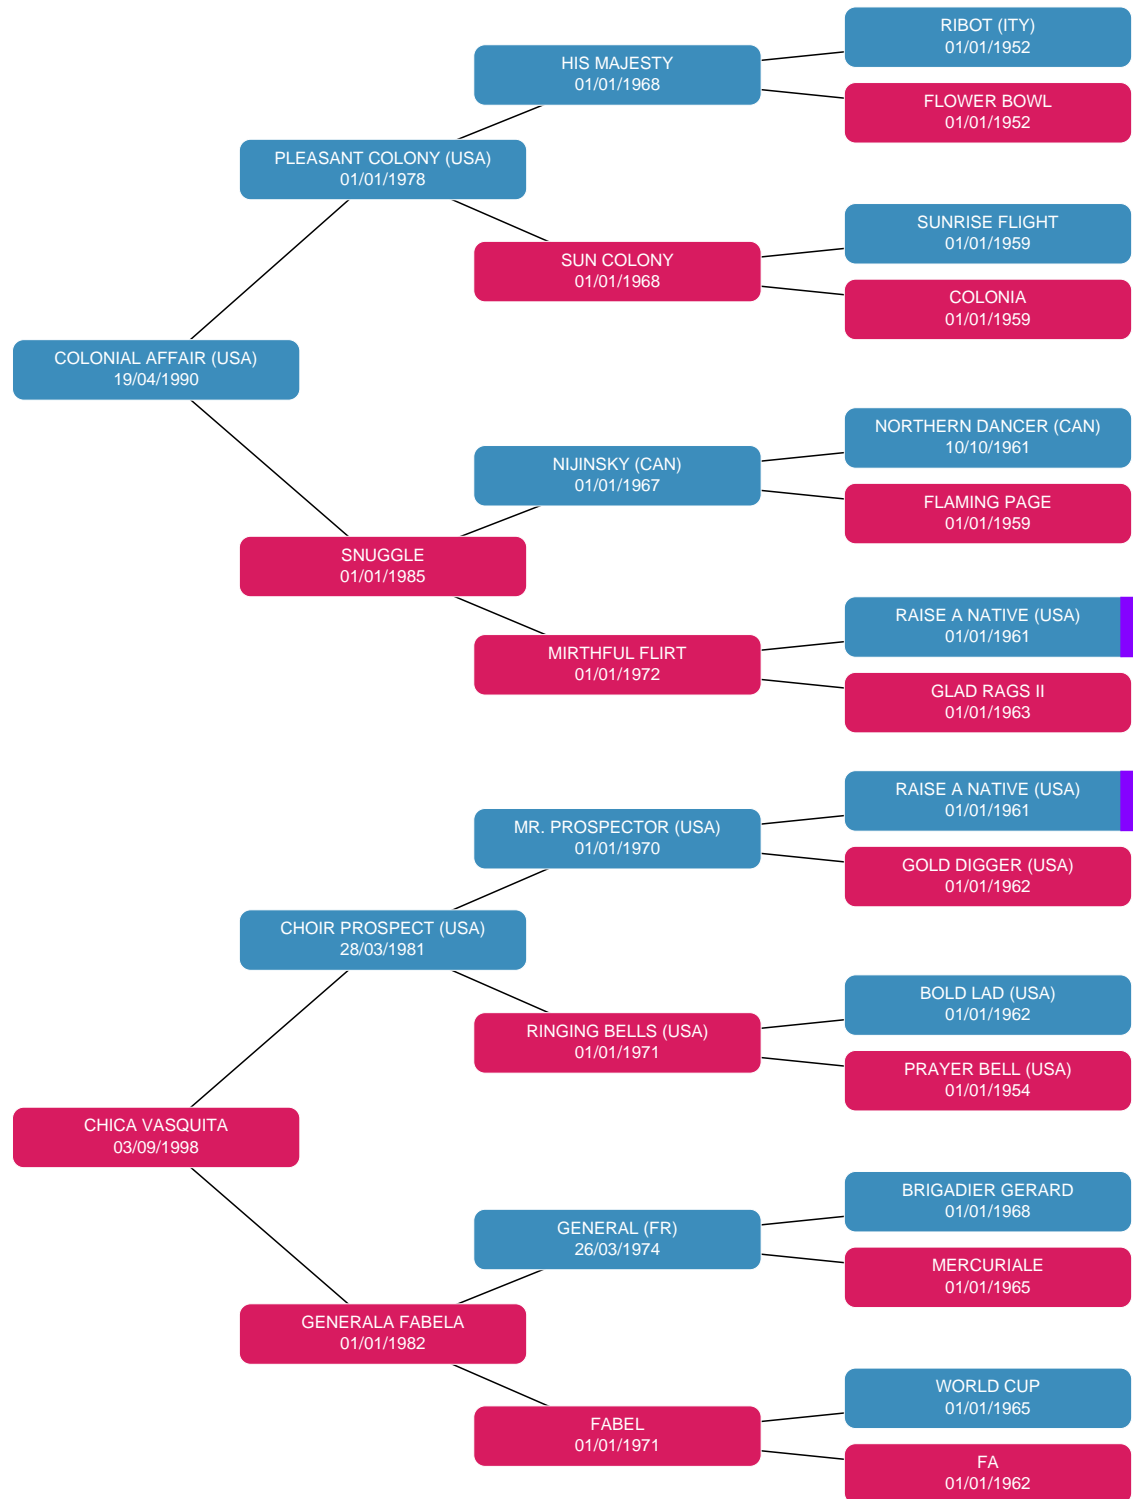 RIBOT (ITY)
01/01/1952
HIS MAJESTY
01/01/1968
FLOWER BOWL
01/01/1952
PLEASANT COLONY (USA)
01/01/1978
SUNRISE FLIGHT
01/01/1959
SUN COLONY
01/01/1968
COLONIA
01/01/1959
COLONIAL AFFAIR (USA)
19/04/1990
NORTHERN DANCER (CAN)
10/10/1961
NIJINSKY (CAN)
01/01/1967
FLAMING PAGE
01/01/1959
SNUGGLE
01/01/1985
RAISE A NATIVE (USA)
01/01/1961
MIRTHFUL FLIRT
01/01/1972
GLAD RAGS II
01/01/1963
RAISE A NATIVE (USA)
01/01/1961
MR. PROSPECTOR (USA)
01/01/1970
GOLD DIGGER (USA)
01/01/1962
CHOIR PROSPECT (USA)
28/03/1981
BOLD LAD (USA)
01/01/1962
RINGING BELLS (USA)
01/01/1971
PRAYER BELL (USA)
01/01/1954
CHICA VASQUITA
03/09/1998
BRIGADIER GERARD
01/01/1968
GENERAL (FR)
26/03/1974
MERCURIALE
01/01/1965
GENERALA FABELA
01/01/1982
WORLD CUP
01/01/1965
FABEL
01/01/1971
FA
01/01/1962